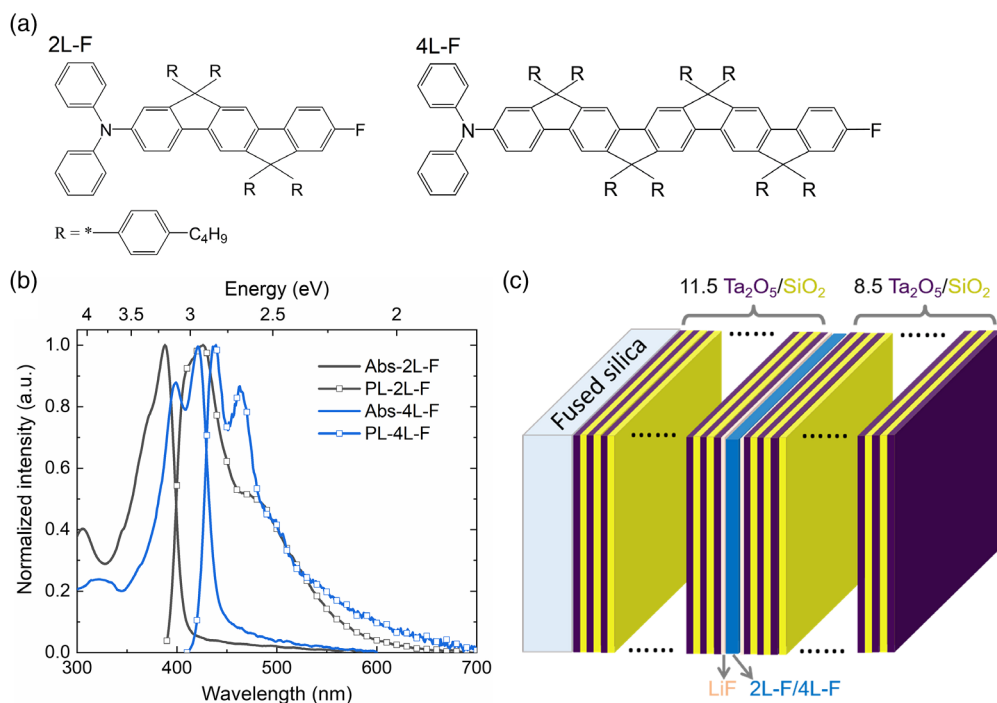 (a)
2L-F
4L-F
R R
R R
R R
N
F
N
F
R R
R R
R R
R = * C₄H₉
(b)
Energy (eV)
4 3.5 3 2.5 2
Normalized intensity (a.u.)
1.0
0.8
0.6
0.4
0.2
0.0
Abs-2L-F
PL-2L-F
Abs-4L-F
PL-4L-F
300 400 500 600 700
Wavelength (nm)
(c)
11.5 Ta₂O₅/SiO₂
8.5 Ta₂O₅/SiO₂
Fused silica
LiF
2L-F/4L-F